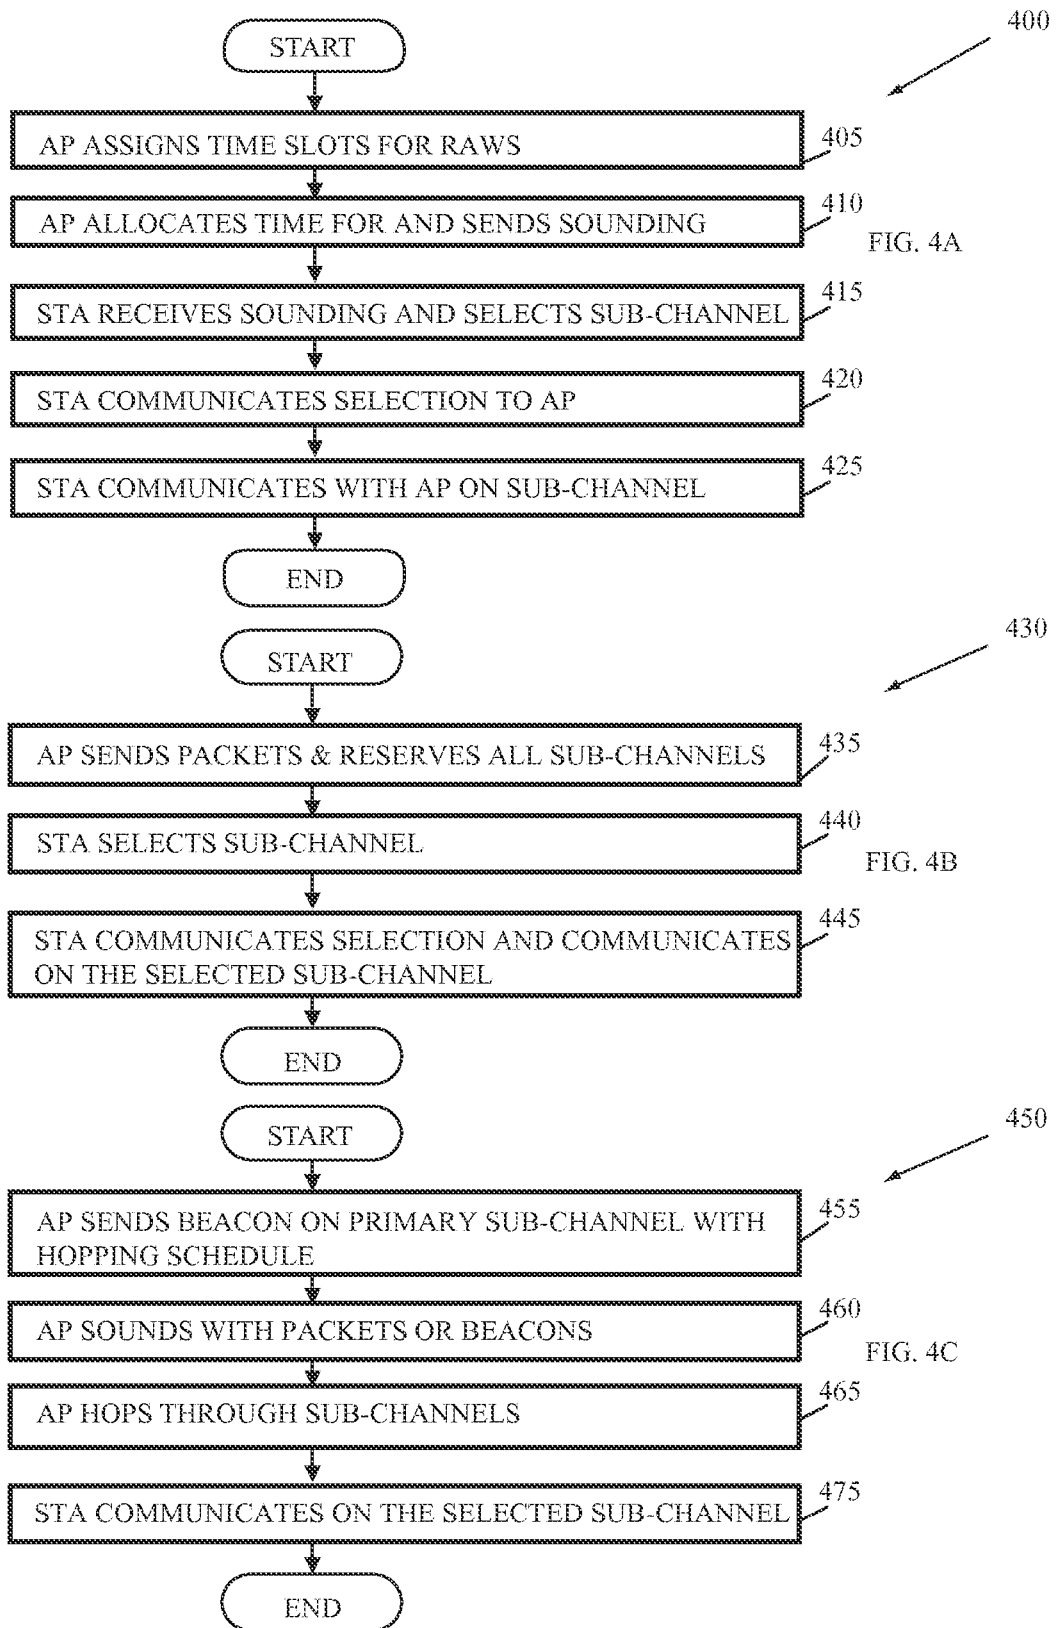 400
START
AP ASSIGNS TIME SLOTS FOR RAWS
405
AP ALLOCATES TIME FOR AND SENDS SOUNDING
410
FIG. 4A
STA RECEIVES SOUNDING AND SELECTS SUB-CHANNEL
415
STA COMMUNICATES SELECTION TO AP
420
STA COMMUNICATES WITH AP ON SUB-CHANNEL
425
END
430
START
AP SENDS PACKETS & RESERVES ALL SUB-CHANNELS
435
STA SELECTS SUB-CHANNEL
440
FIG. 4B
STA COMMUNICATES SELECTION AND COMMUNICATES
ON THE SELECTED SUB-CHANNEL
445
END
450
START
AP SENDS BEACON ON PRIMARY SUB-CHANNEL WITH
HOPPING SCHEDULE
455
AP SOUNDS WITH PACKETS OR BEACONS
460
FIG. 4C
AP HOPS THROUGH SUB-CHANNELS
465
STA COMMUNICATES ON THE SELECTED SUB-CHANNEL
475
END